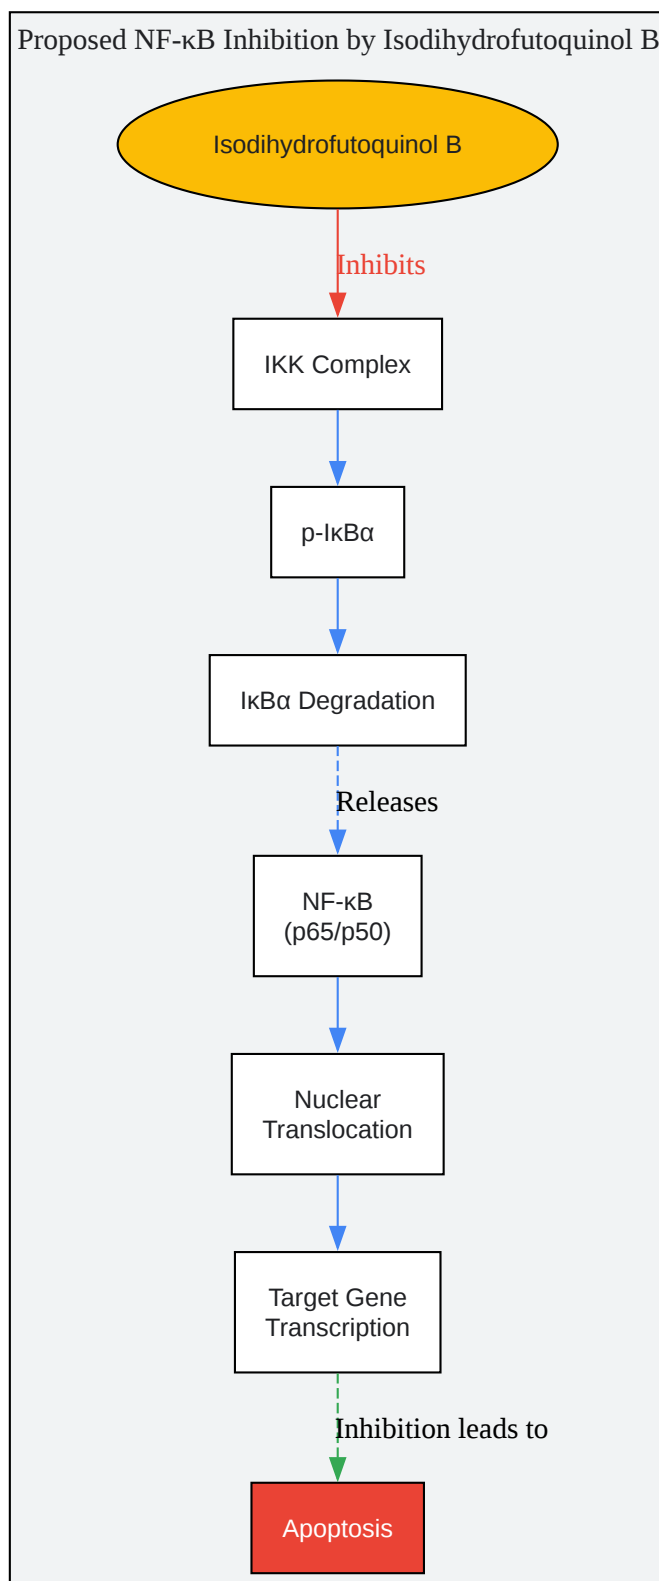 Proposed NF-κB Inhibition by Isodihydrofutoquinol B
Isodihydrofutoquinol B
Inhibits
IKK Complex
p-IκBα
IκBα Degradation
Releases
NF-κB
(p65/p50)
Nuclear
Translocation
Target Gene
Transcription
Inhibition leads to
Apoptosis